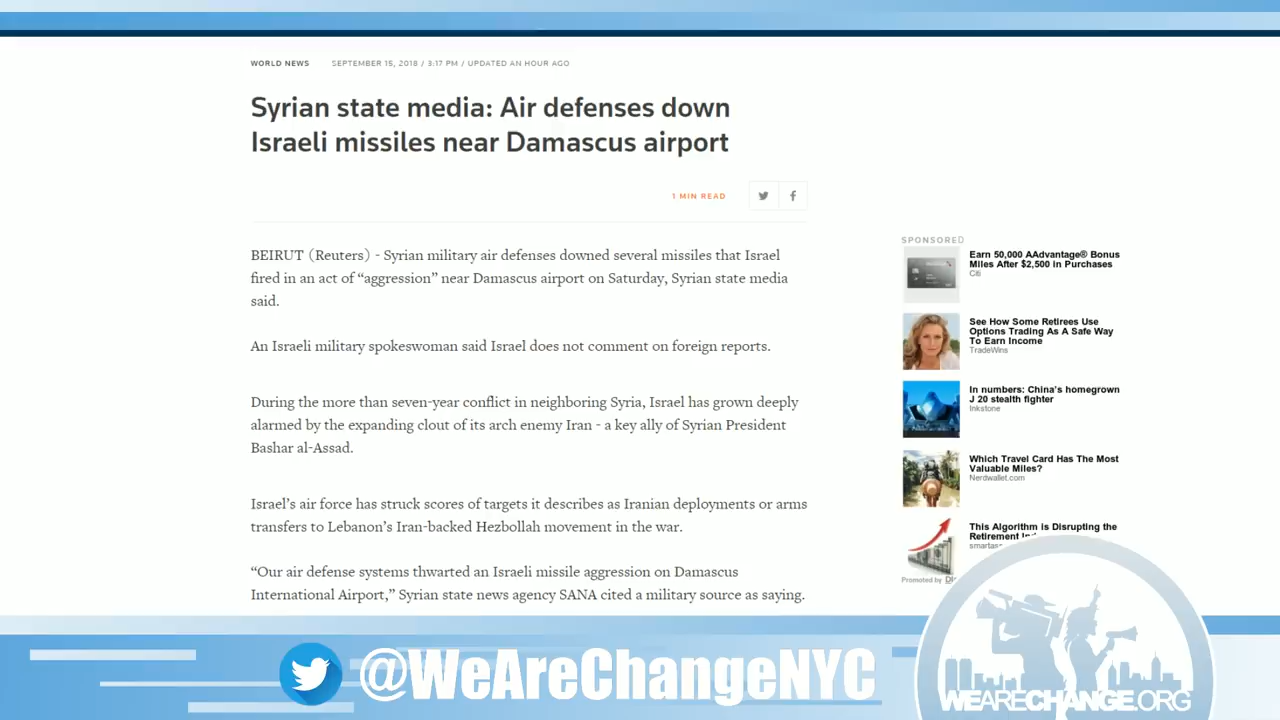 WORLD NEWS SEPTEMBER 15, 2018 / 3:17 PM / UPDATED AN HOUR AGO
Syrian state media: Air defenses down
Israeli missiles near Damascus airport
1 MIN READ
BEIRUT (Reuters) - Syrian military air defenses downed several missiles that Israel
fired in an act of “aggression” near Damascus airport on Saturday, Syrian state media
said.
An Israeli military spokeswoman said Israel does not comment on foreign reports.
During the more than seven-year conflict in neighboring Syria, Israel has grown deeply
alarmed by the expanding clout of its arch enemy Iran - a key ally of Syrian President
Bashar al-Assad.
Israel’s air force has struck scores of targets it describes as Iranian deployments or arms
transfers to Lebanon’s Iran-backed Hezbollah movement in the war.
“Our air defense systems thwarted an Israeli missile aggression on Damascus
International Airport,” Syrian state news agency SANA cited a military source as saying.
SPONSORED
Earn 50,000 AAdvantage® Bonus
Miles After $2,500 in Purchases
Citi
See How Some Retirees Use
Options Trading As A Safe Way
To Earn Income
TradeWins
In numbers: China’s homegrown
J 20 stealth fighter
Inkstone
Which Travel Card Has The Most
Valuable Miles?
Nerdwallet.com
This Algorithm is Disrupting the
Retirement
Promoted by
@WeAreChangeNYC
WEARECHANGE.ORG